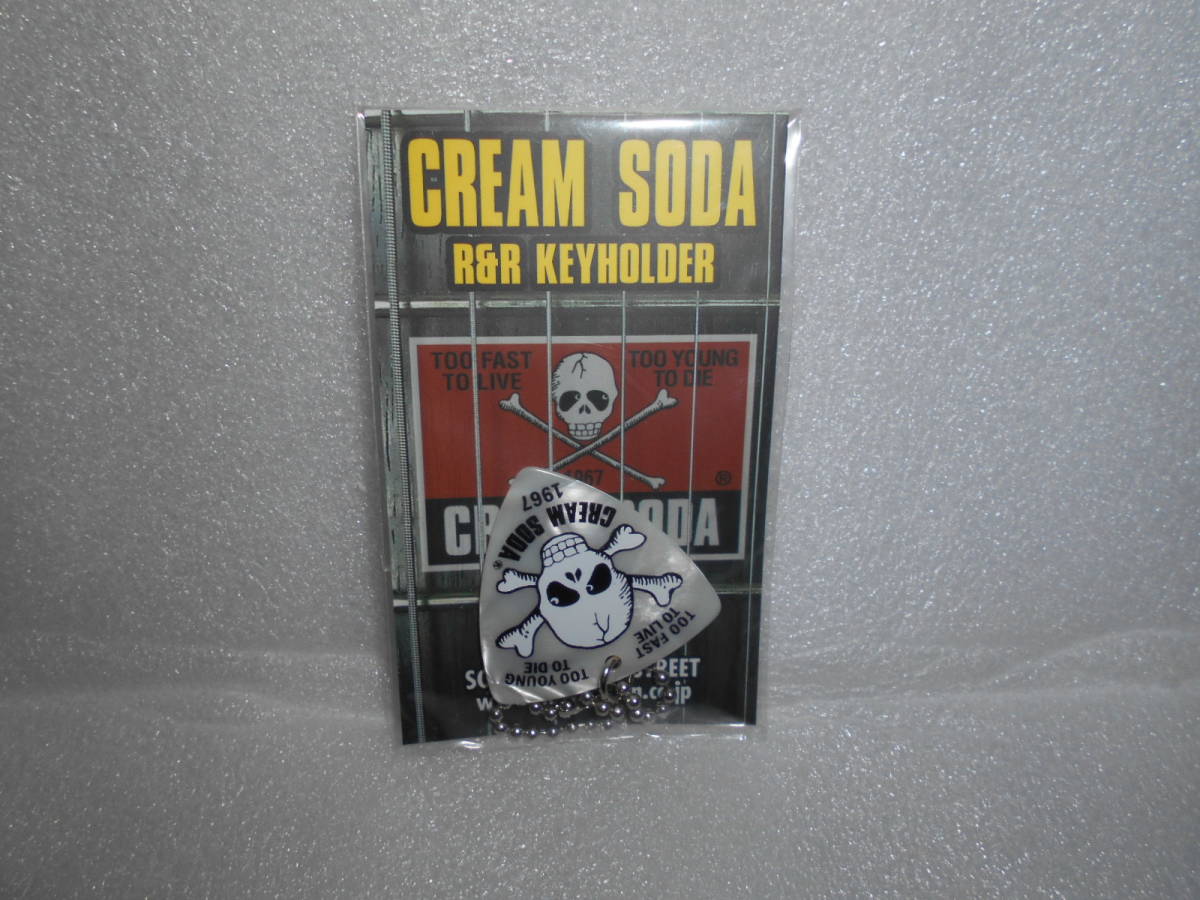 CREAM SODA
R&R KEYHOLDER
TOO FAST
TO LIVE
TOO YOUNG
TO DIE
1967
®
CREAM SODA®
1967
TOO FAST
TO LIVE
TOO YOUNG
TO DIE